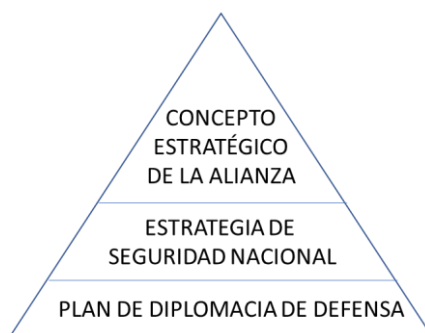 CONCEPTO
ESTRATÉGICO
DE LA ALIANZA
ESTRATEGIA DE
SEGURIDAD NACIONAL
PLAN DE DIPLOMACIA DE DEFENSA